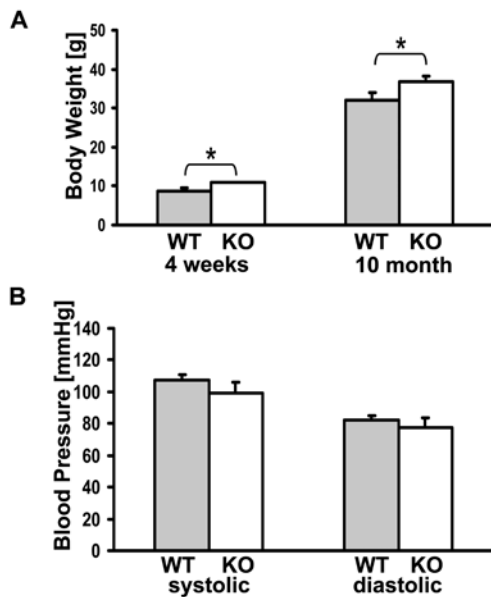 A
Body Weight [g]
50
40
30
20
10
0
*
*
WT KO WT KO
4 weeks 10 month
B
Blood Pressure [mmHg]
140
120
100
80
60
40
20
0
WT KO WT KO
systolic diastolic